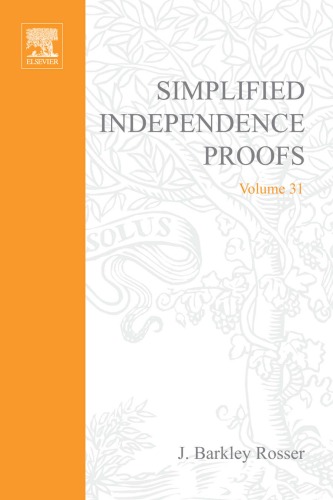 ELSEVIER
SIMPLIFIED
INDEPENDENCE
PROOFS
Volume 31
SOLUS
J. Barkley Rosser